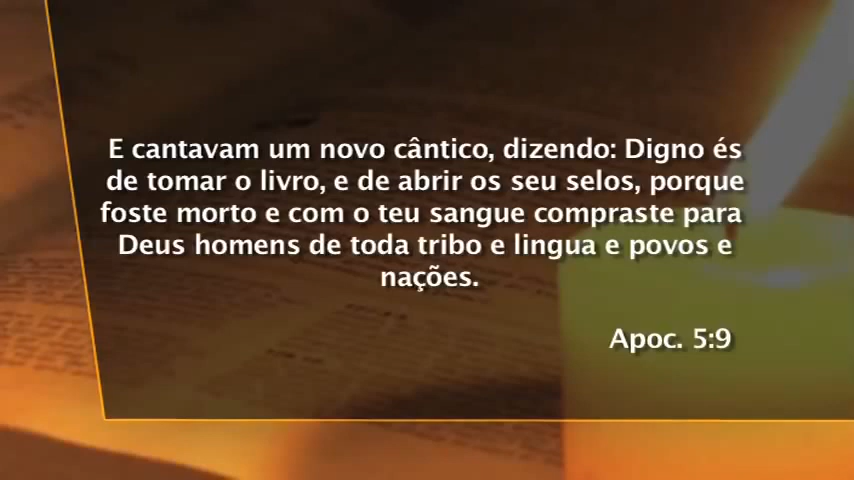 E cantavam um novo cântico, dizendo: Digno és
de tomar o livro, e de abrir os seu selos, porque
foste morto e com o teu sangue compraste para
Deus homens de toda tribo e lingua e povos e
nações.
Apoc. 5:9